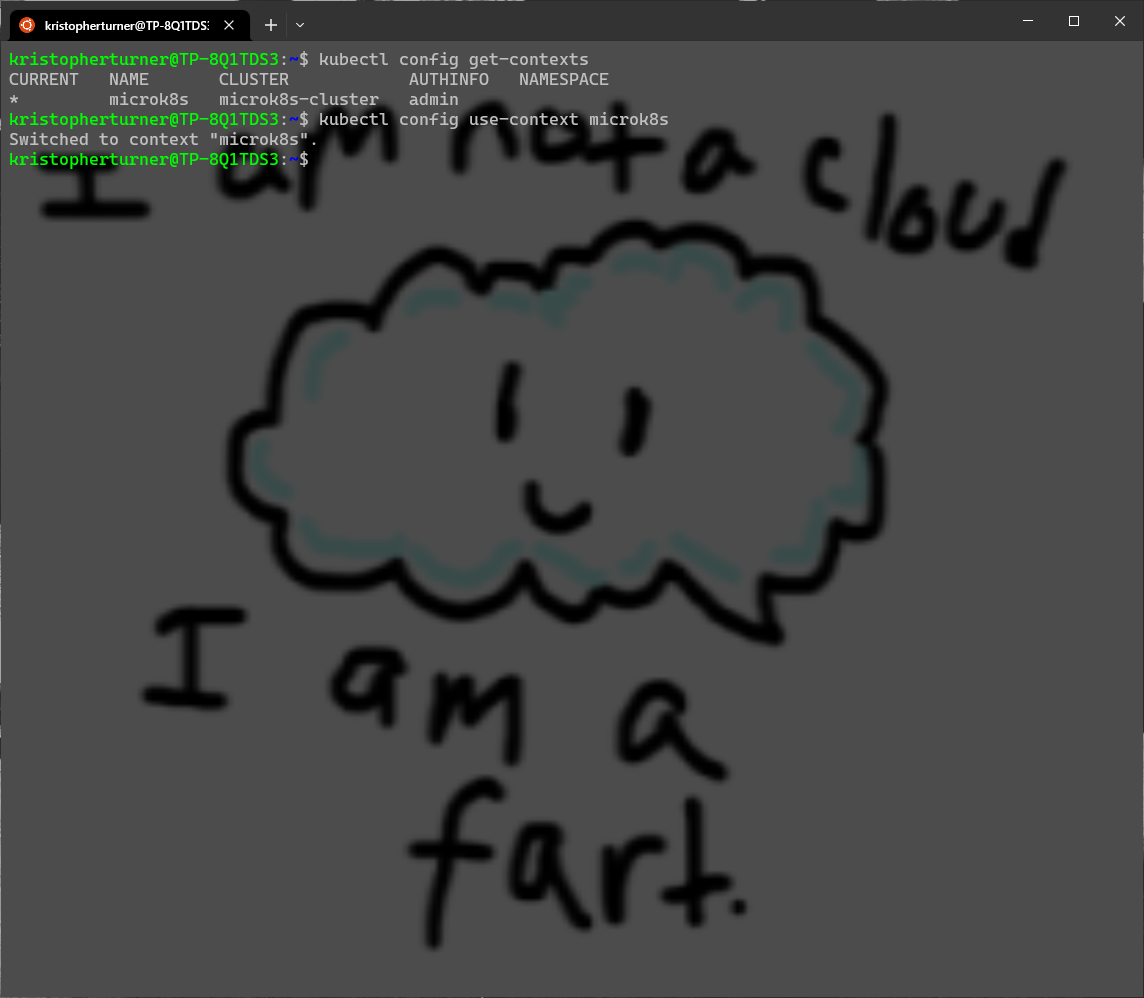 kristopherturner@TP-8Q1TDS:
kristopherturner@TP-8Q1TDS3:~$ kubectl config get-contexts
CURRENT   NAME       CLUSTER            AUTHINFO   NAMESPACE
*         microk8s   microk8s-cluster   admin
kristopherturner@TP-8Q1TDS3:~$ kubectl config use-context microk8s
Switched to context "microk8s".
kristopherturner@TP-8Q1TDS3:~$
I am not a cloud
I am a
fart.